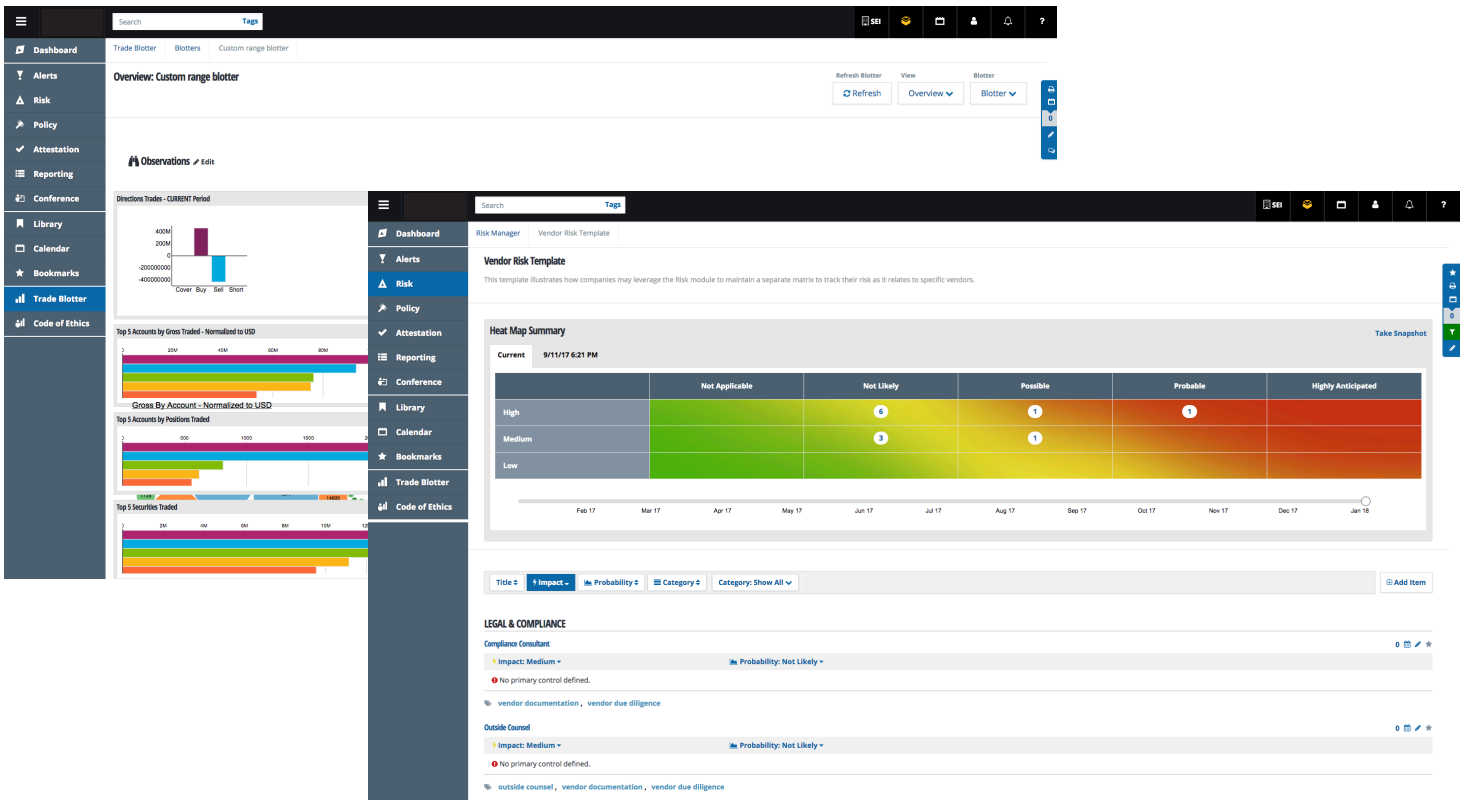 Search Tags SEI ?
Dashboard
Alerts
Risk
Policy
Attestation
Reporting
Conference
Library
Calendar
Bookmarks
Trade Blotter
Code of Ethics
Trade Blotter Blotters Custom range blotter
Overview: Custom range blotter
Refresh Blotter View Blotter
Refresh Overview Blotter
0
Observations Edit
Directions Trades - CURRENT Period
400M
200M
0
-200000000
-400000000
Cover Buy Sell Short
Top 5 Accounts by Gross Traded - Normalized to USD
20M 40M 60M 80M
Gross By Account - Normalized to USD
Top 5 Accounts by Positions Traded
500 1000 1500
14695
Top 5 Securities Traded
2M 4M 6M 8M 10M
Search Tags SEI ?
Dashboard
Alerts
Risk
Policy
Attestation
Reporting
Conference
Library
Calendar
Bookmarks
Trade Blotter
Code of Ethics
Risk Manager Vendor Risk Template
Vendor Risk Template
This template illustrates how companies may leverage the Risk module to maintain a separate matrix to track their risk as it relates to specific vendors.
0
Heat Map Summary Take Snapshot
Current 9/11/17 6:21 PM
Not Applicable Not Likely Possible Probable Highly Anticipated
High 6 1 1
Medium 3 1
Low
Feb 17 Mar 17 Apr 17 May 17 Jun 17 Jul 17 Aug 17 Sep 17 Oct 17 Nov 17 Dec 17 Jan 18
Title Impact Probability Category Category: Show All Add Item
LEGAL & COMPLIANCE
Compliance Consultant 0
Impact: Medium Probability: Not Likely
No primary control defined.
vendor documentation , vendor due diligence
Outside Counsel 0
Impact: Medium Probability: Not Likely
No primary control defined.
outside counsel , vendor documentation , vendor due diligence